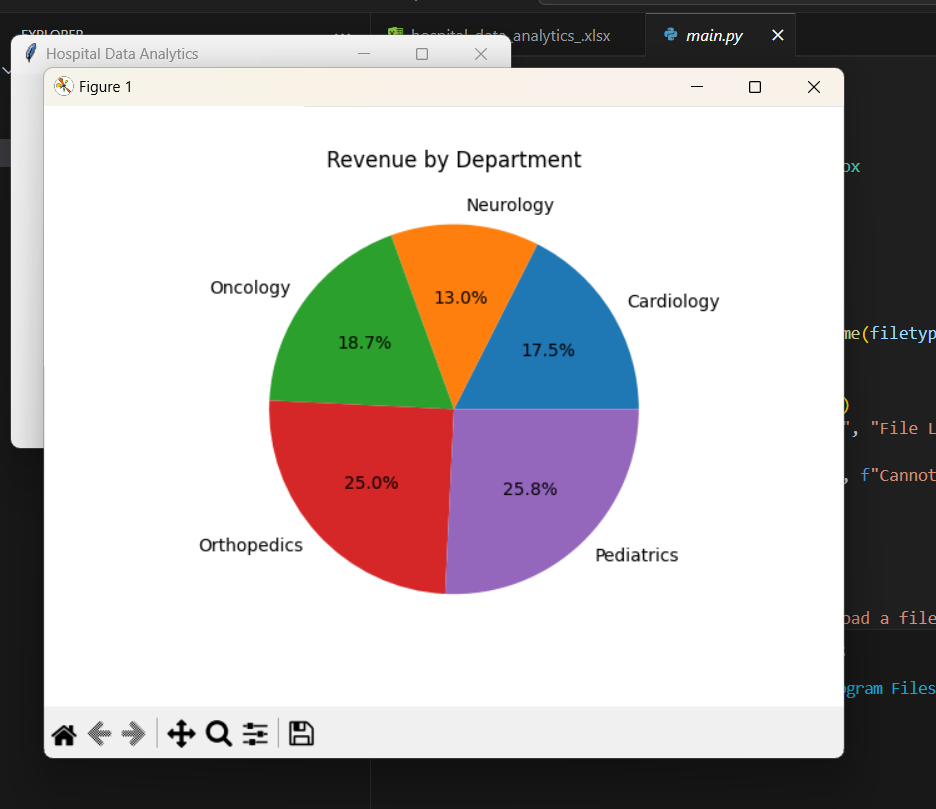 EXPLORER
hospital_data_analytics_.xlsx
main.py
Hospital Data Analytics
Figure 1
Revenue by Department
Neurology
Oncology
Cardiology
13.0%
18.7%
17.5%
25.0%
25.8%
Orthopedics
Pediatrics
ox
me(filetyp
)
", "File L
, f"Cannot
oad a file
ogram Files